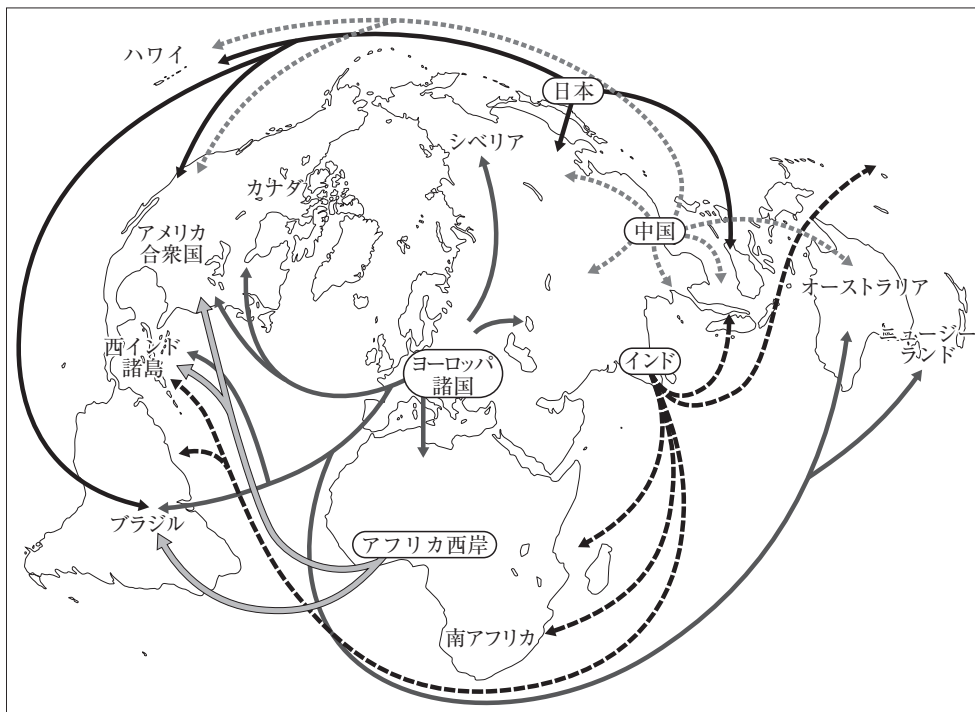 ハワイ
日本
シベリア
カナダ
アメリカ
合衆国
中国
オーストラリア
ニュージー
ランド
西インド
諸島
ヨーロッパ
諸国
インド
ブラジル
アフリカ西岸
南アフリカ